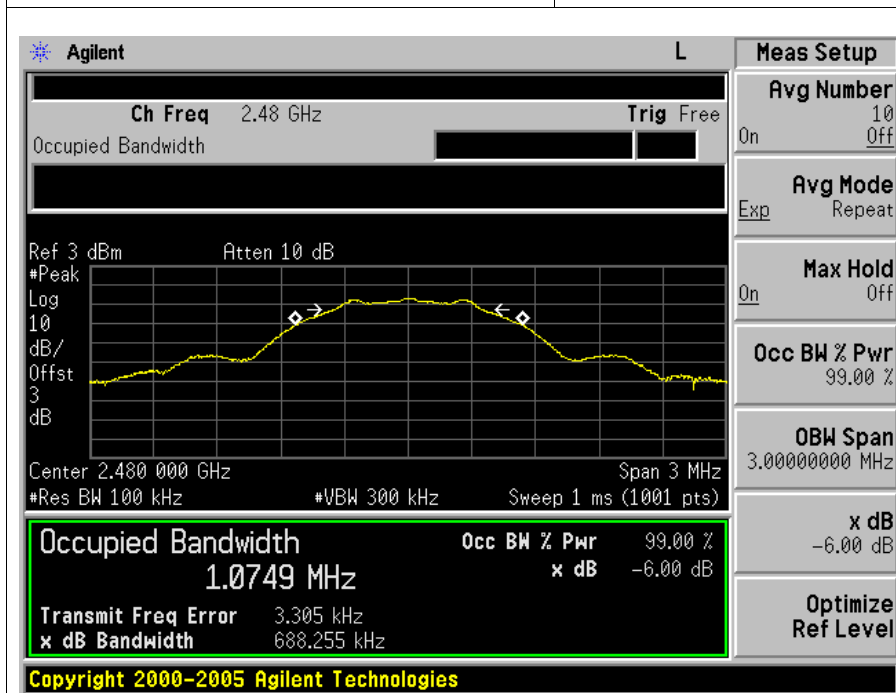 Agilent L
Ch Freq 2.48 GHz Trig Free
Occupied Bandwidth
Ref 3 dBm Atten 10 dB
#Peak
Log
10
dB/
Offst
3
dB
Center 2.480 000 GHz Span 3 MHz
#Res BW 100 kHz #VBW 300 kHz Sweep 1 ms (1001 pts)
Occupied Bandwidth Occ BW % Pwr 99.00 %
1.0749 MHz x dB -6.00 dB
Transmit Freq Error 3.305 kHz
x dB Bandwidth 688.255 kHz
Copyright 2000-2005 Agilent Technologies
Meas Setup
Avg Number
10
On Off
Avg Mode
Exp Repeat
Max Hold
On Off
Occ BW % Pwr
99.00 %
OBW Span
3.00000000 MHz
x dB
-6.00 dB
Optimize
Ref Level